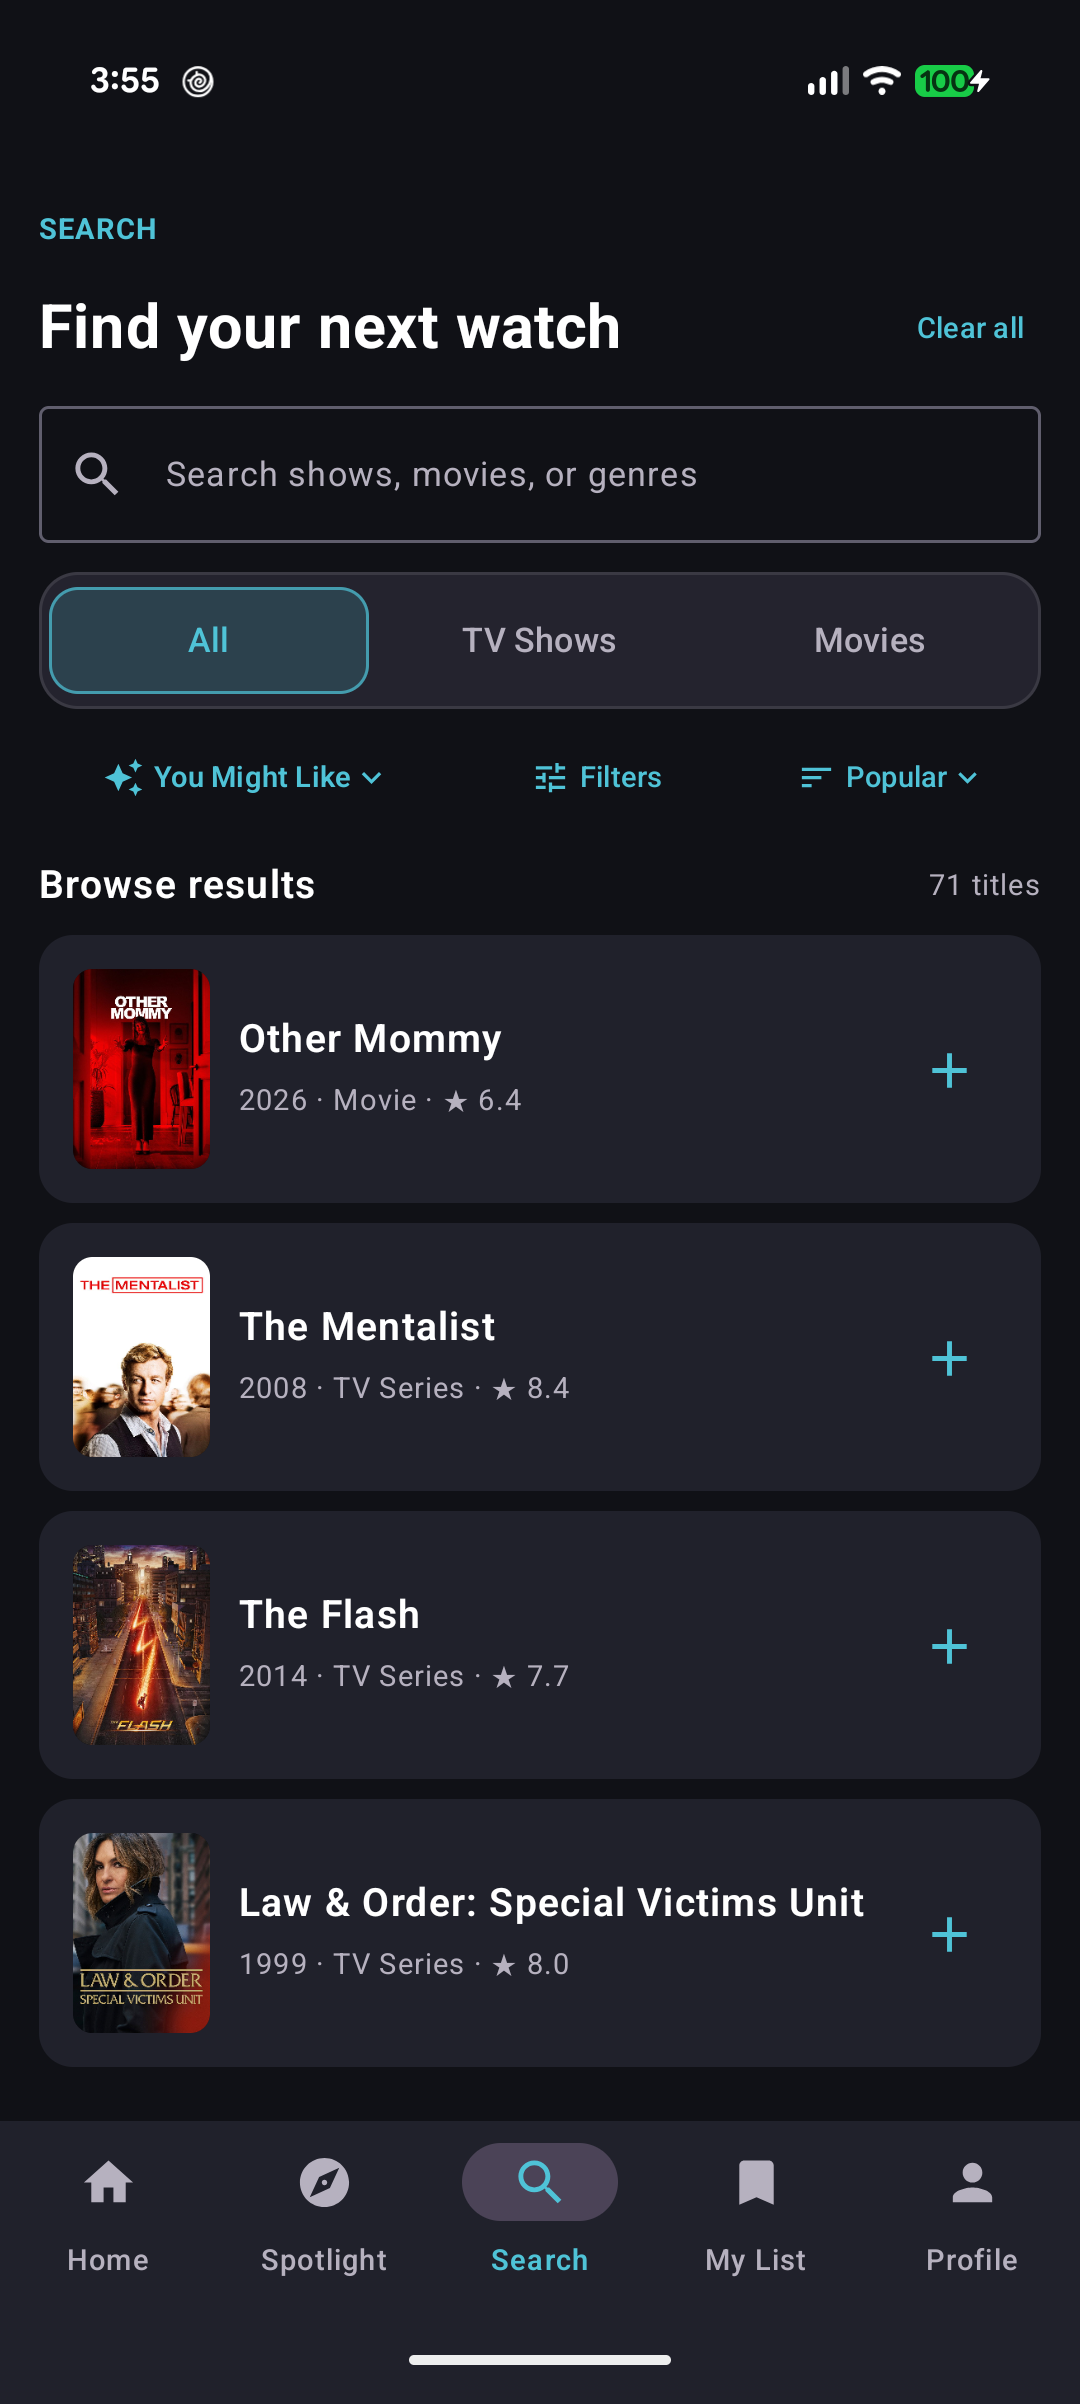 3:55
100
SEARCH
Find your next watch
Clear all
Search shows, movies, or genres
All
TV Shows
Movies
You Might Like
Filters
Popular
Browse results
71 titles
OTHER
MOMMY
Other Mommy
2026 · Movie · ★ 6.4
THE MENTALIST
The Mentalist
2008 · TV Series · ★ 8.4
THE FLASH
The Flash
2014 · TV Series · ★ 7.7
LAW & ORDER
SPECIAL VICTIMS UNIT
Law & Order: Special Victims Unit
1999 · TV Series · ★ 8.0
Home
Spotlight
Search
My List
Profile